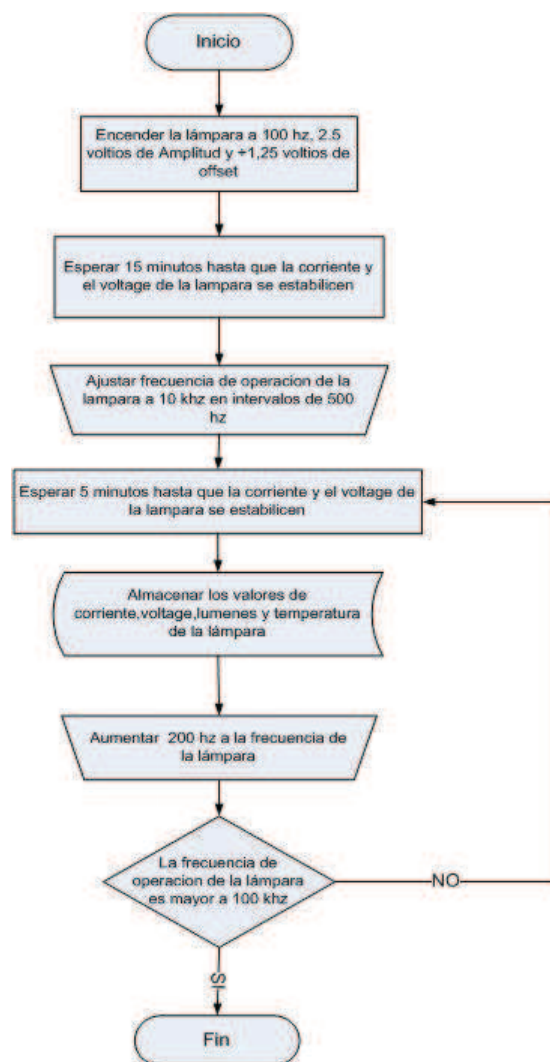 Inicio
Encender la lámpara a 100 hz, 2.5
voltios de Amplitud y +1,25 voltios de
offset
Esperar 15 minutos hasta que la corriente y
el voltage de la lampara se estabilicen
Ajustar frecuencia de operacion de la
lampara a 10 khz en intervalos de 500
hz
Esperar 5 minutos hasta que la corriente y el voltage de
la lampara se estabilicen
Almacenar los valores de
corriente,voltage,lumenes y temperatura
de la lámpara
Aumentar 200 hz a la frecuencia de
la lámpara
La frecuencia de
operacion de la lámpara
es mayor a 100 khz
NO
SI
Fin